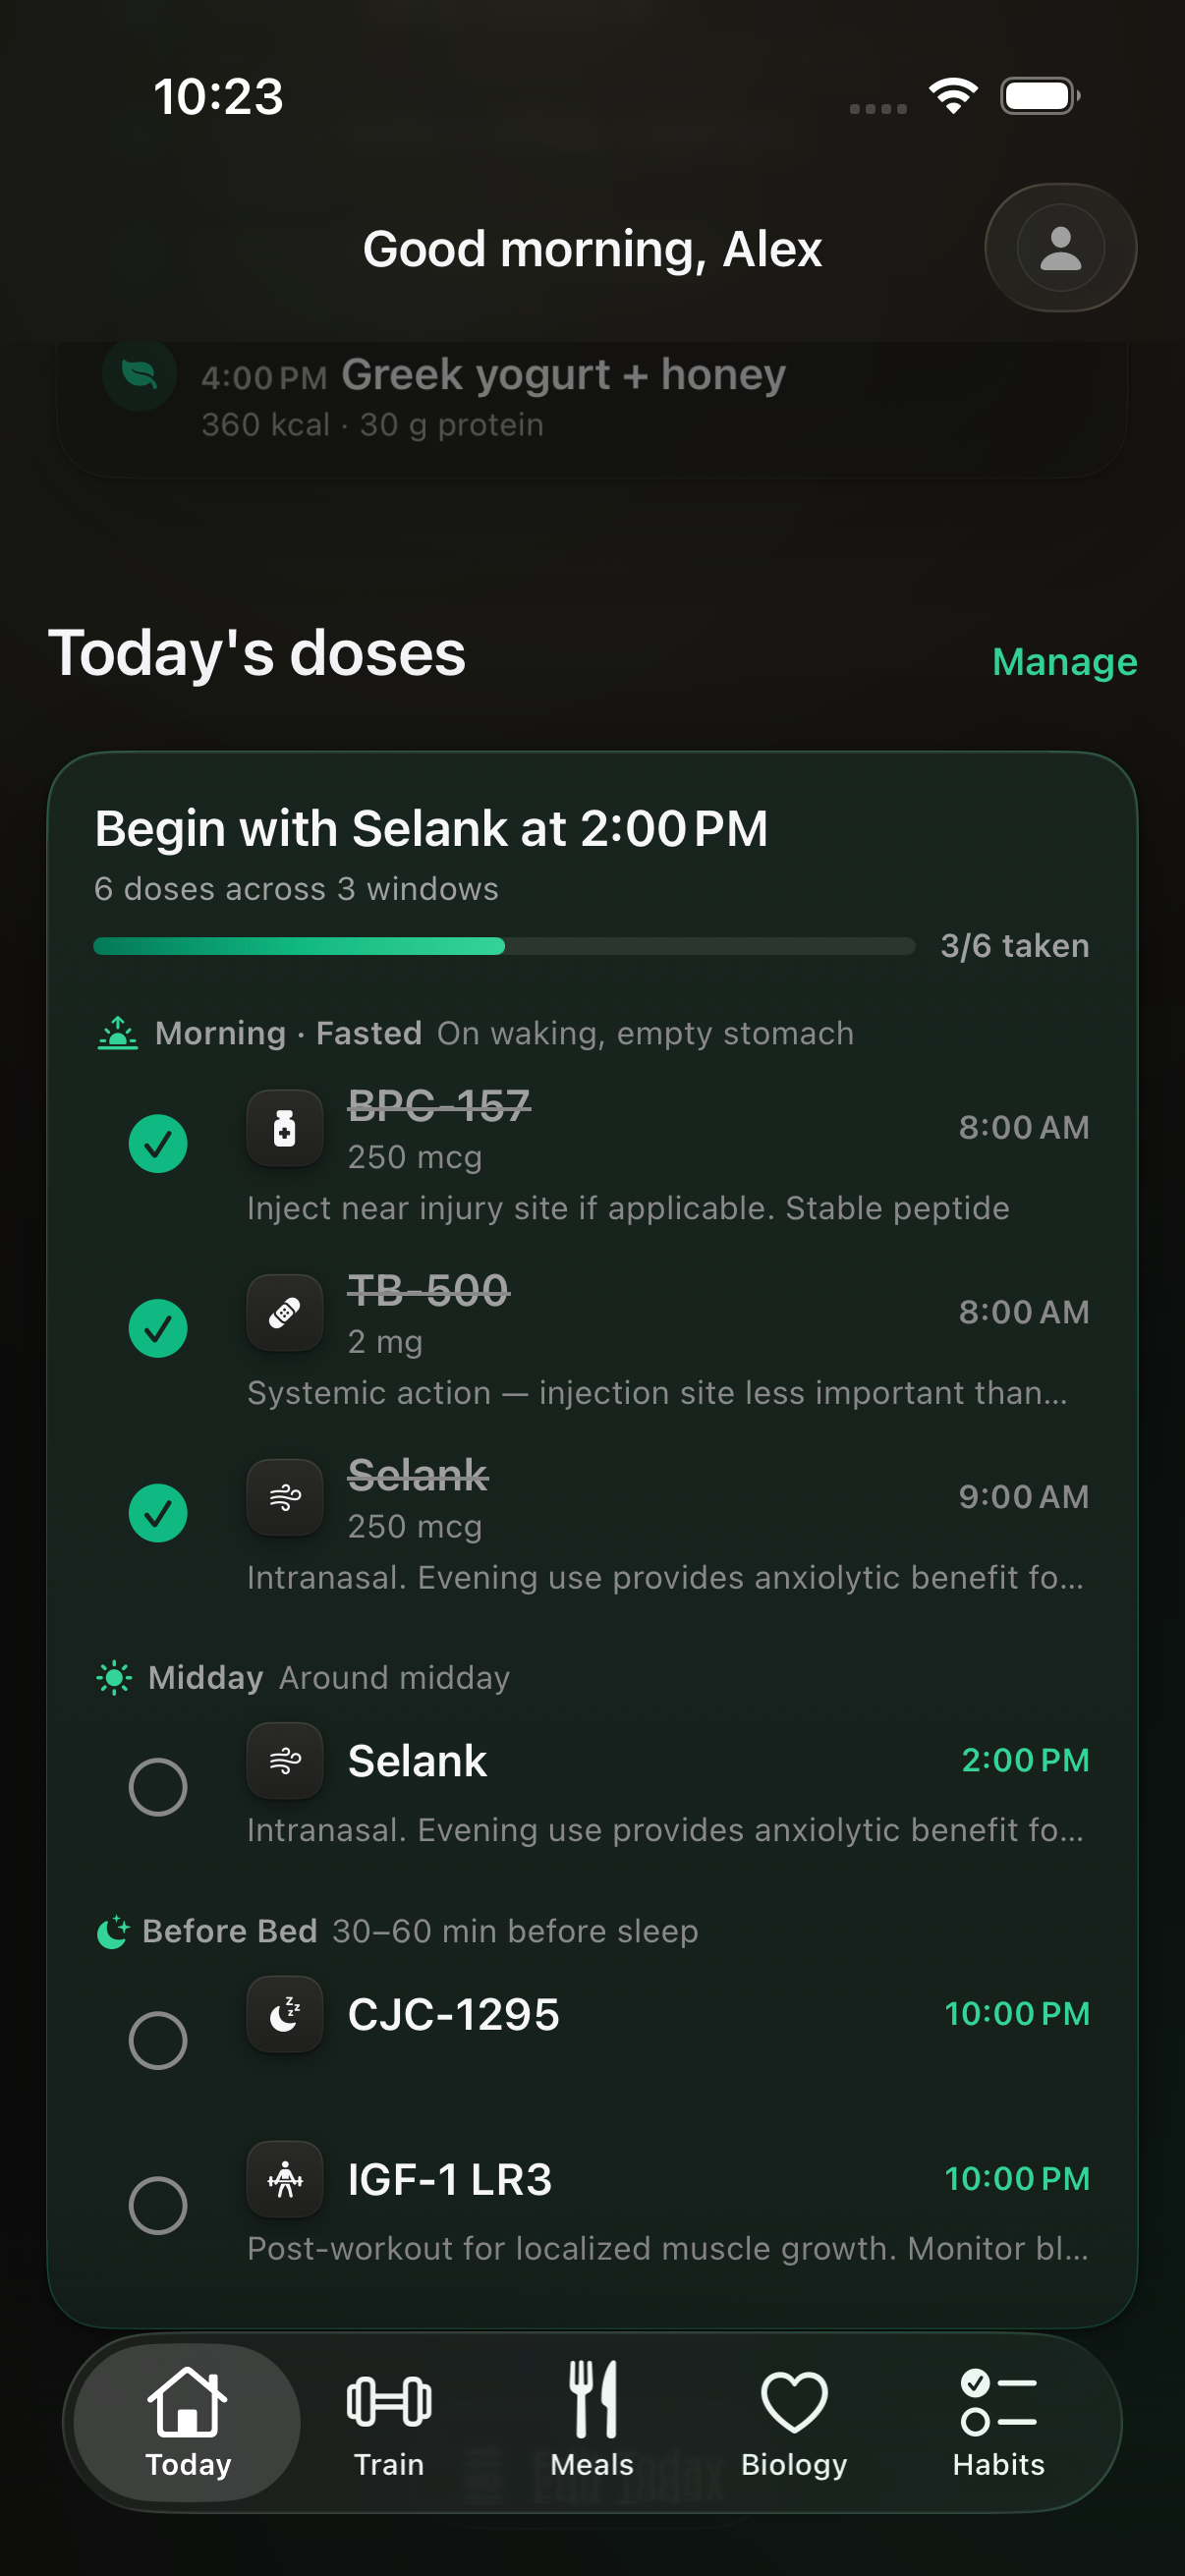 10:23
Good morning, Alex
4:00 PM Greek yogurt + honey
360 kcal · 30 g protein
Today's doses
Manage
Begin with Selank at 2:00 PM
6 doses across 3 windows
3/6 taken
Morning · Fasted On waking, empty stomach
BPC-157
8:00 AM
250 mcg
Inject near injury site if applicable. Stable peptide
TB-500
8:00 AM
2 mg
Systemic action — injection site less important than...
Selank
9:00 AM
250 mcg
Intranasal. Evening use provides anxiolytic benefit fo...
Midday Around midday
Selank
2:00 PM
Intranasal. Evening use provides anxiolytic benefit fo...
Before Bed 30–60 min before sleep
CJC-1295
10:00 PM
IGF-1 LR3
10:00 PM
Post-workout for localized muscle growth. Monitor bl...
Today
Train
Meals
Biology
Habits